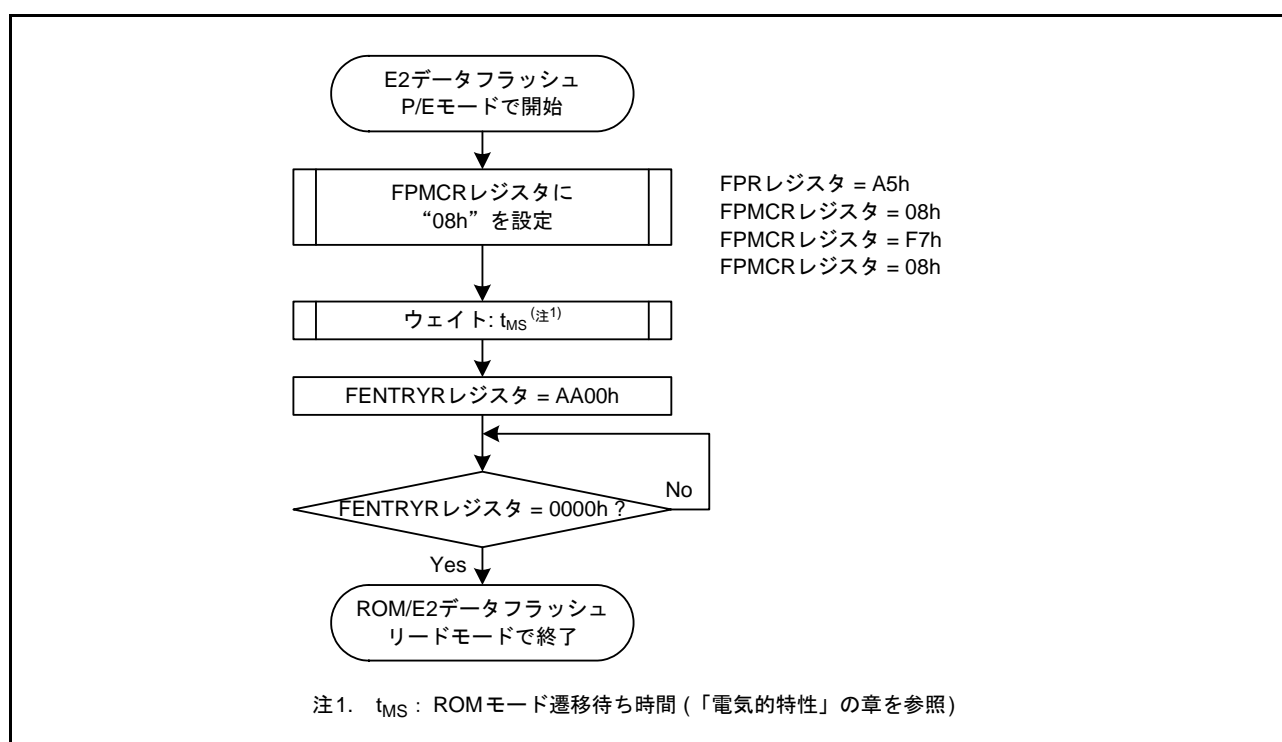 E2データフラッシュ
P/Eモードで開始
FPMCRレジスタに
“08h”を設定
FPRレジスタ = A5h
FPMCRレジスタ = 08h
FPMCRレジスタ = F7h
FPMCRレジスタ = 08h
ウェイト: tMS(注1)
FENTRYRレジスタ = AA00h
FENTRYRレジスタ = 0000h ?
No
Yes
ROM/E2データフラッシュ
リードモードで終了
注1. tMS : ROMモード遷移待ち時間 (「電気的特性」の章を参照)